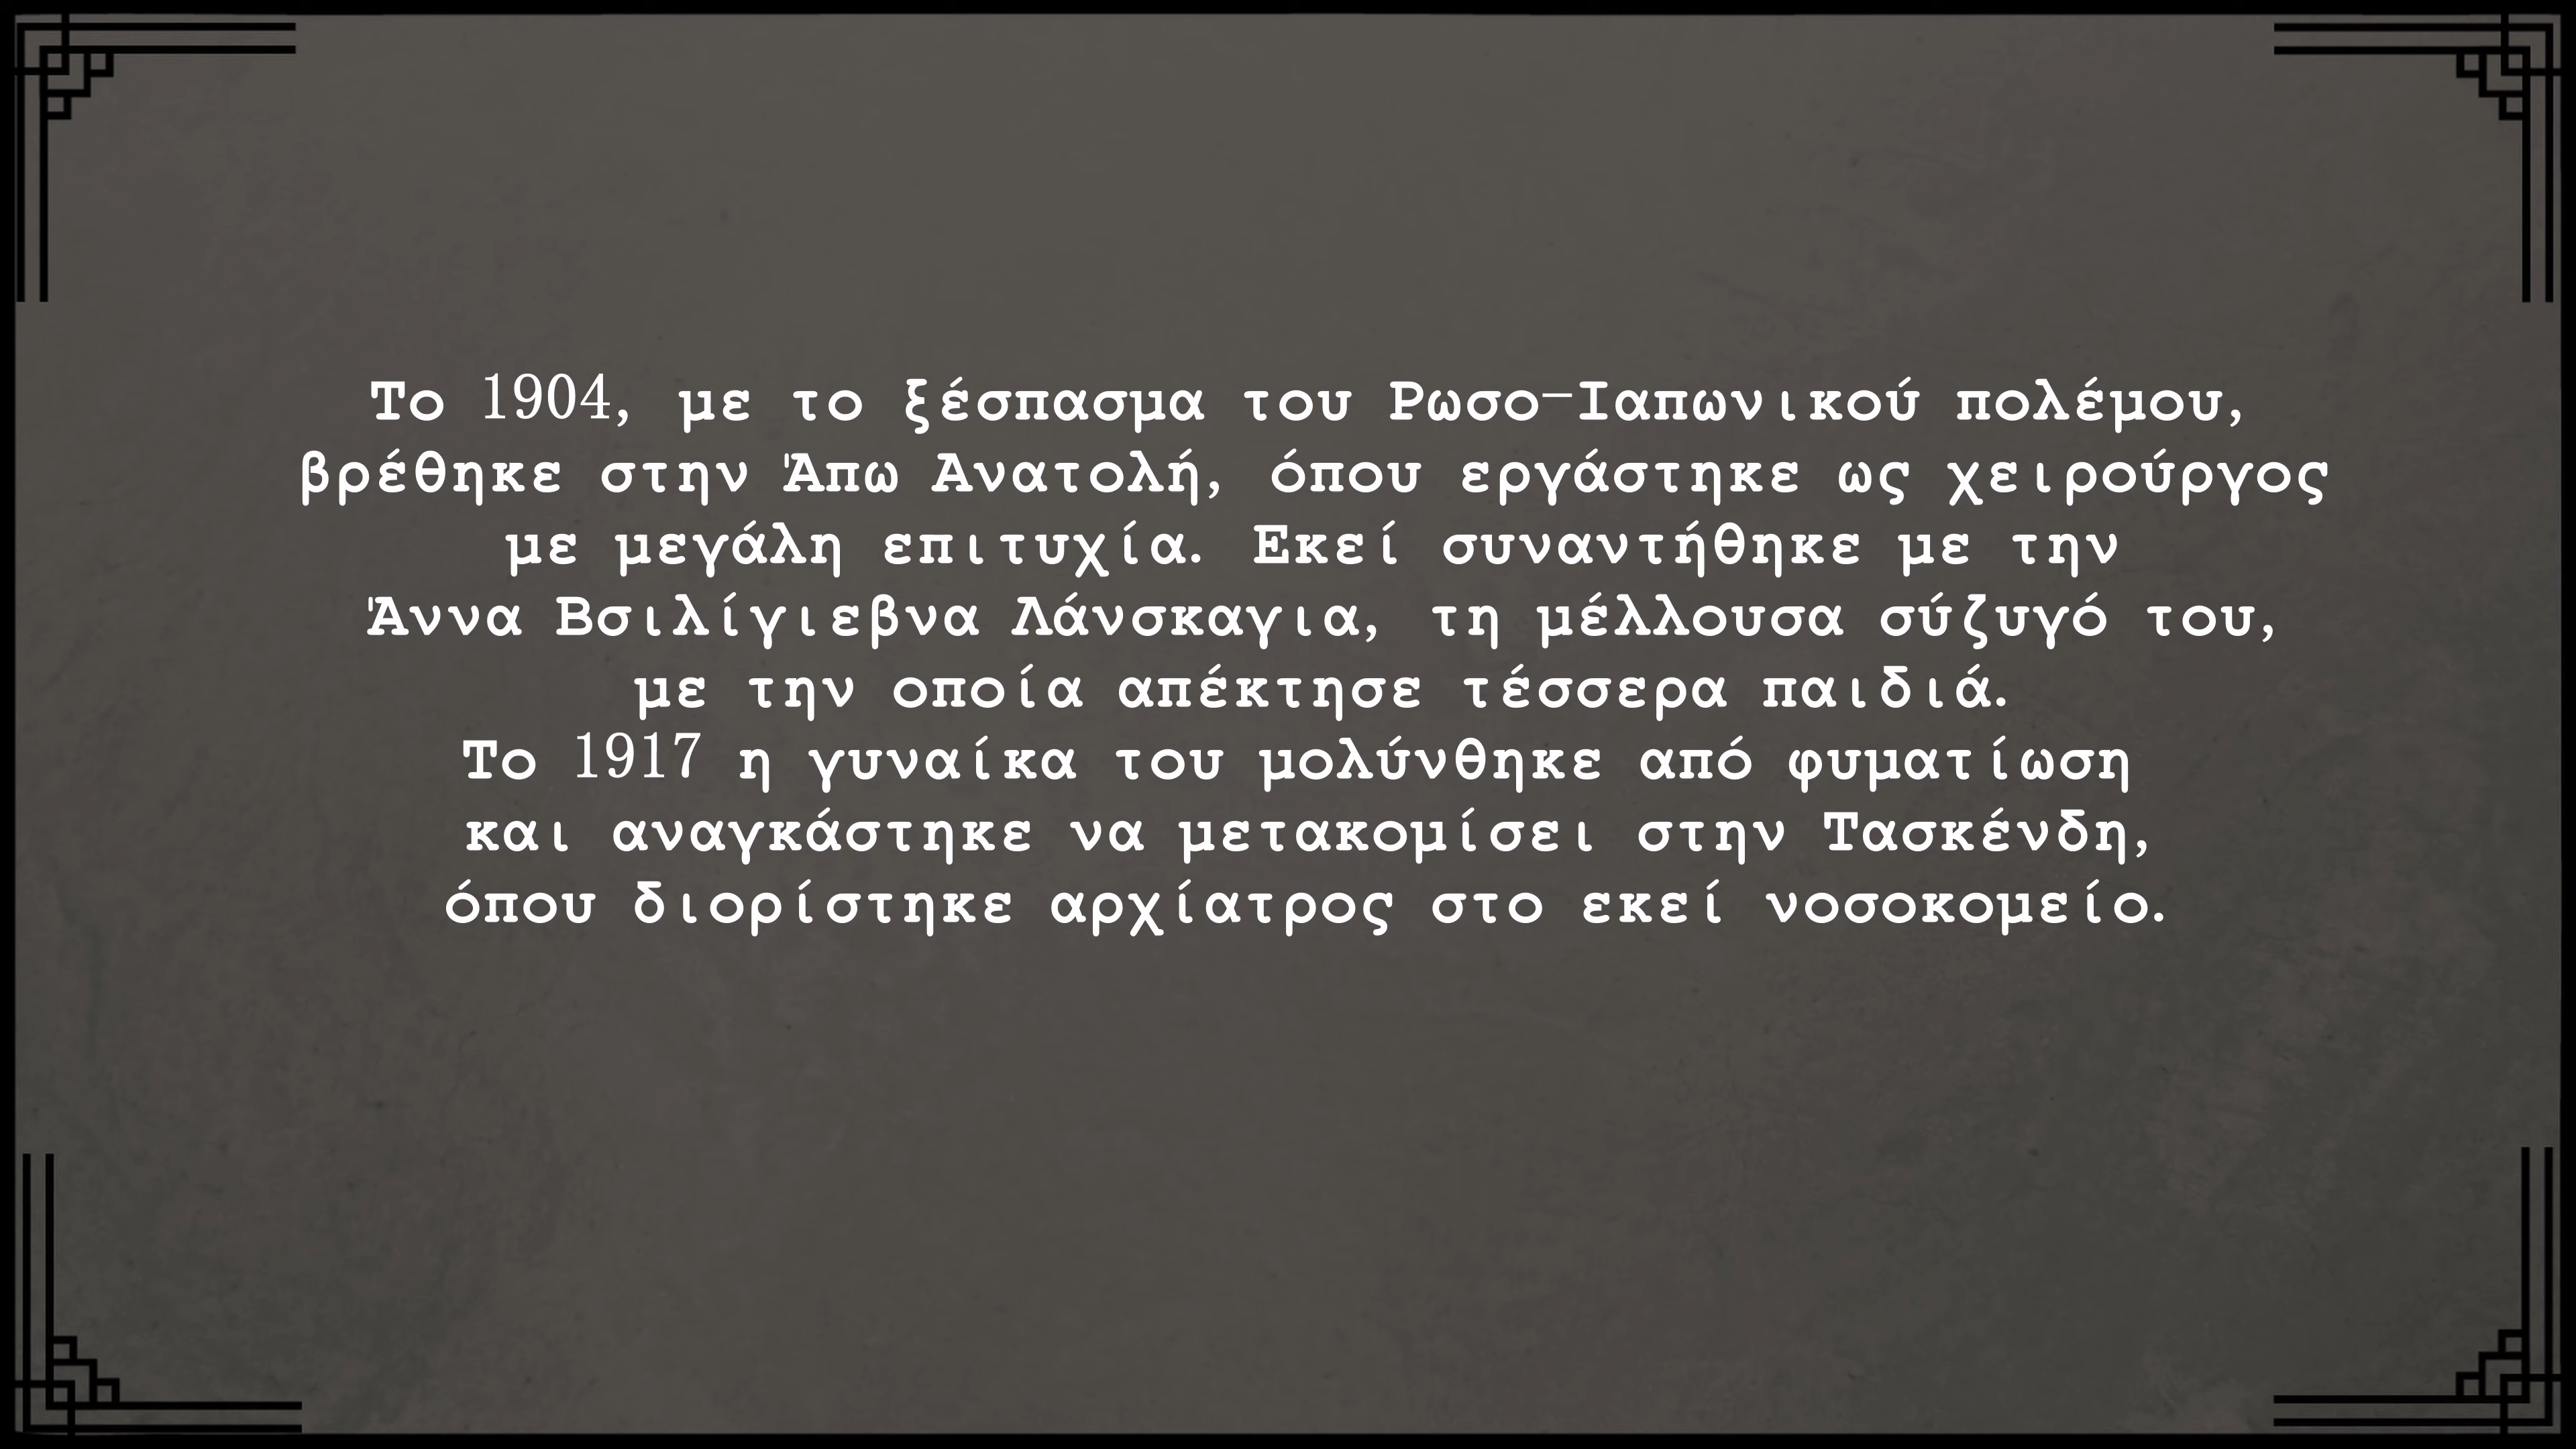 Το 1904, με το ξέσπασμα του Ρωσο-Ιαπωνικού πολέμου,
βρέθηκε στην Άπω Ανατολή, όπου εργάστηκε ως χειρούργος
με μεγάλη επιτυχία. Εκεί συναντήθηκε με την
Άννα Βσιλίγιεβνα Λάνσκαγια, τη μέλλουσα σύζυγό του,
με την οποία απέκτησε τέσσερα παιδιά.
Το 1917 η γυναίκα του μολύνθηκε από φυματίωση
και αναγκάστηκε να μετακομίσει στην Τασκένδη,
όπου διορίστηκε αρχίατρος στο εκεί νοσοκομείο.